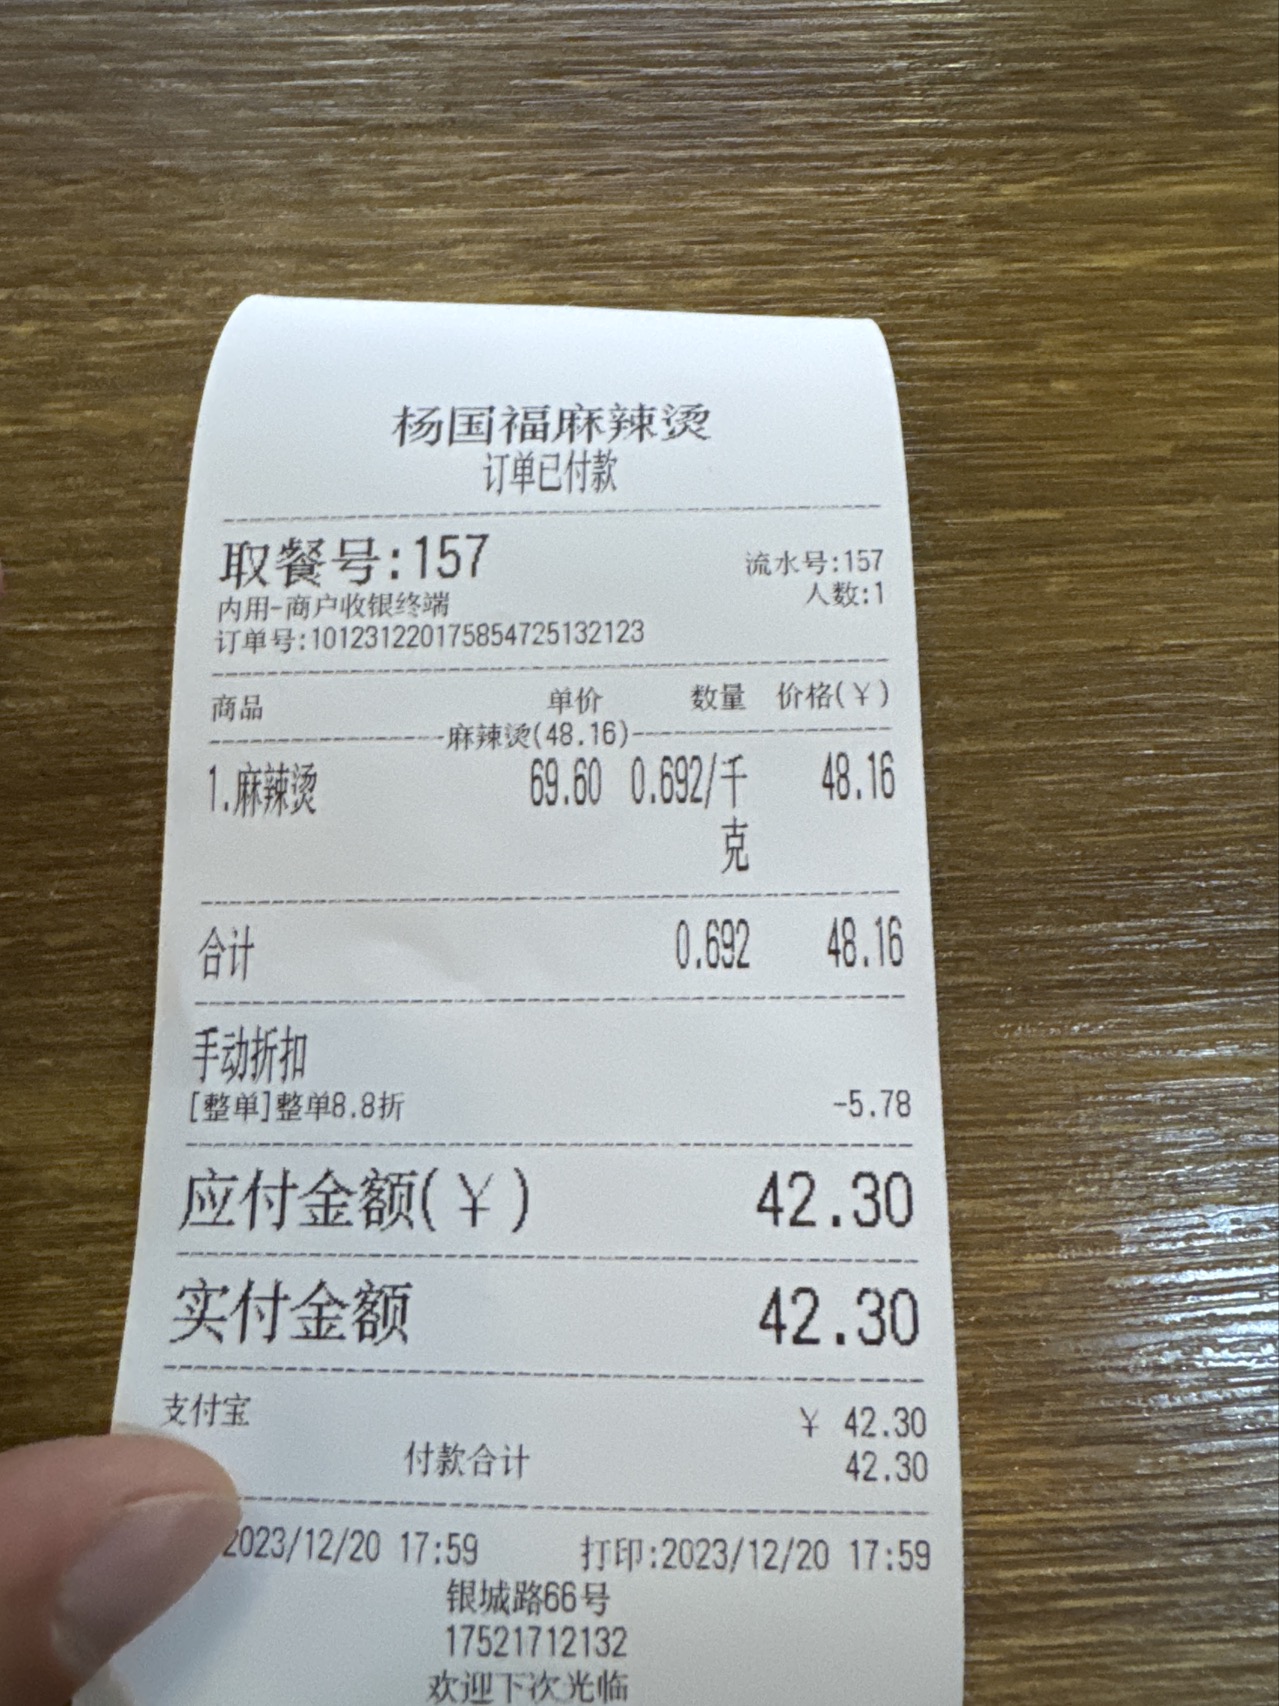 杨国福麻辣烫
订单已付款
取餐号:157 流水号:157
内用-商户收银终端 人数:1
订单号:101231220175854725132123
商品 单价 数量 价格(¥)
麻辣烫(48.16)
1.麻辣烫 69.60 0.692/千克 48.16
合计 0.692 48.16
手动折扣
[整单]整单8.8折 -5.78
应付金额(¥) 42.30
实付金额 42.30
支付宝 ¥ 42.30
付款合计 42.30
2023/12/20 17:59 打印:2023/12/20 17:59
银城路66号
17521712132
欢迎下次光临